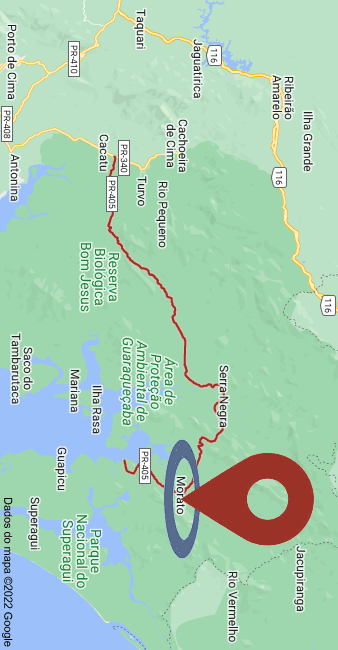 Ilha Grande
116
Jacupiranga
Ribeirão
Amarelo
116
Rio Vermelho
Serra Negra
116
Jaguatirica
Cachoeira
de Cima
Morato
Área de
Proteção
Ambiental de
Guaraqueçaba
Rio Pequeno
PR-405
Turvo
Taquari
PR-340
Reserva
Biológica
Bom Jesus
PR-405
Cacatu
Ilha Rasa
Parque
Nacional do
Superagui
PR-410
Mariana
Guapicu
Superagui
Saco do
Tambarutaca
Antonina
Porto de Cima
PR-408
Dados do mapa ©2022 Google